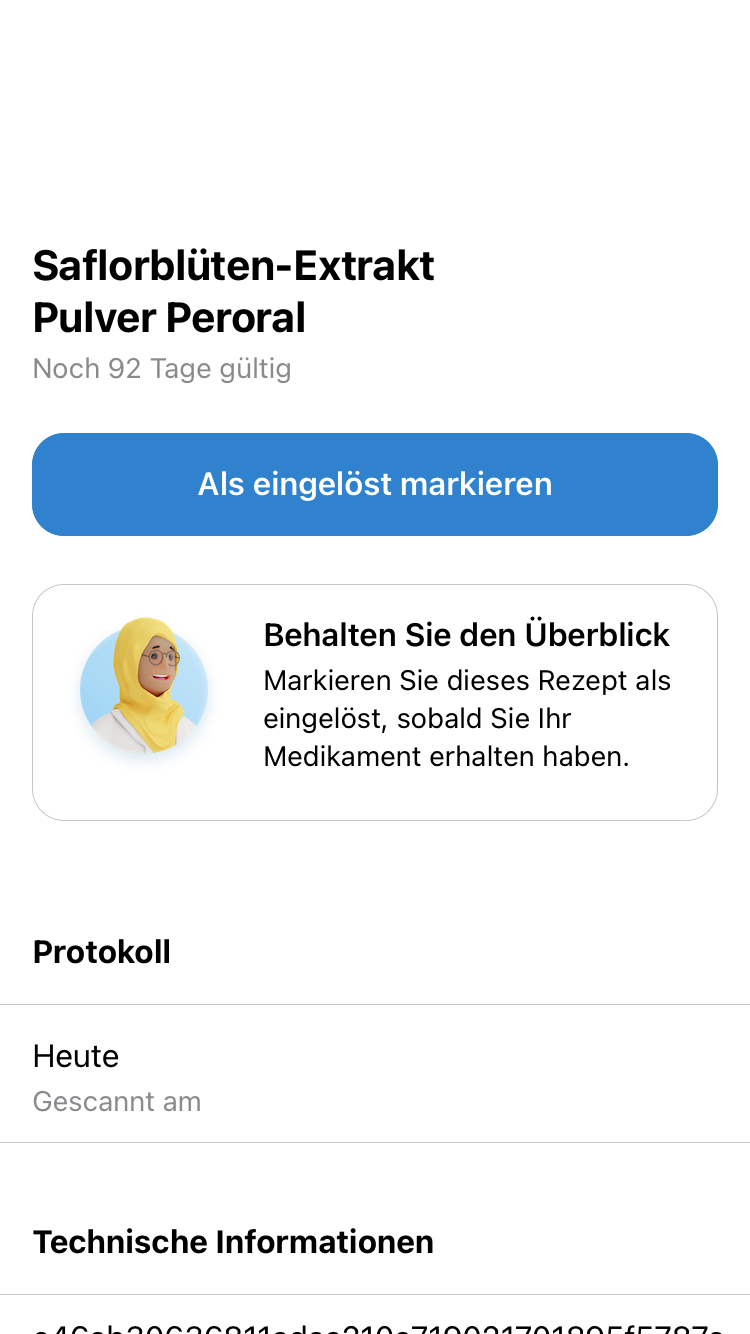 Saflorblüten-Extrakt
Pulver Peroral
Noch 92 Tage gültig
Als eingelöst markieren
Behalten Sie den Überblick
Markieren Sie dieses Rezept als
eingelöst, sobald Sie Ihr
Medikament erhalten haben.
Protokoll
Heute
Gescannt am
Technische Informationen